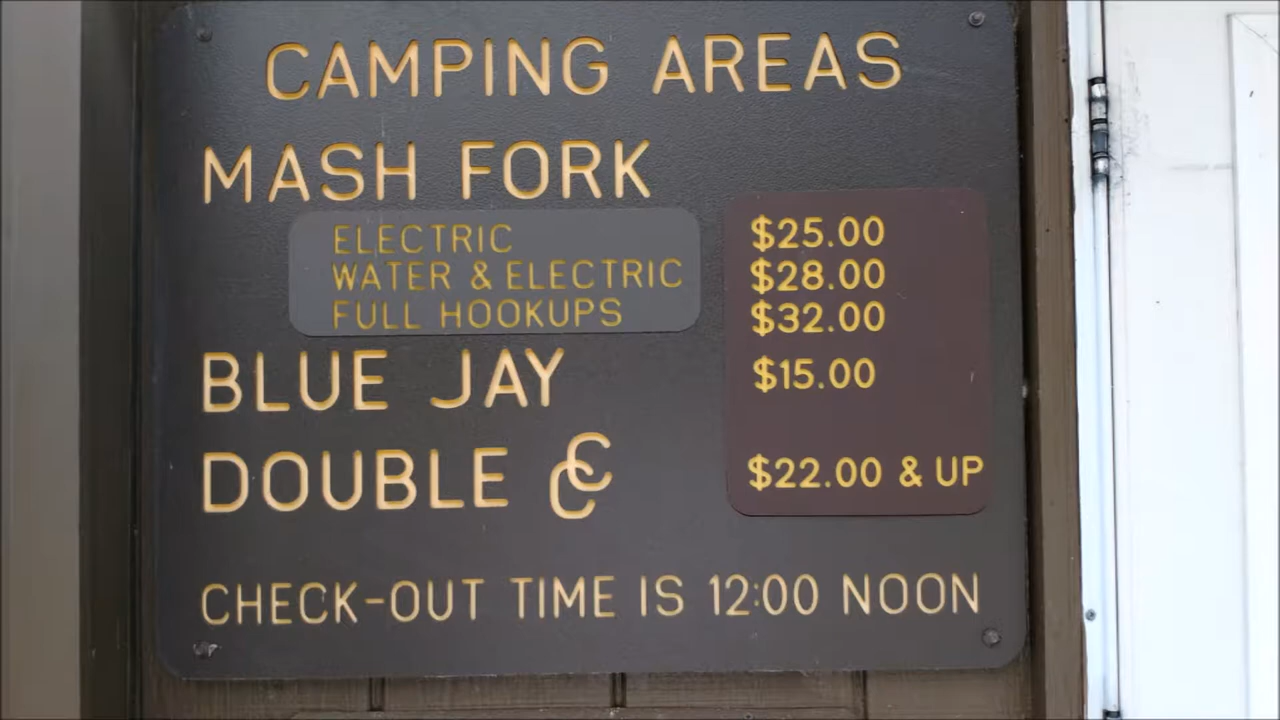 CAMPING AREAS
MASH FORK
ELECTRIC $25.00
WATER & ELECTRIC $28.00
FULL HOOKUPS $32.00
BLUE JAY $15.00
DOUBLE CC $22.00 & UP
CHECK-OUT TIME IS 12:00 NOON